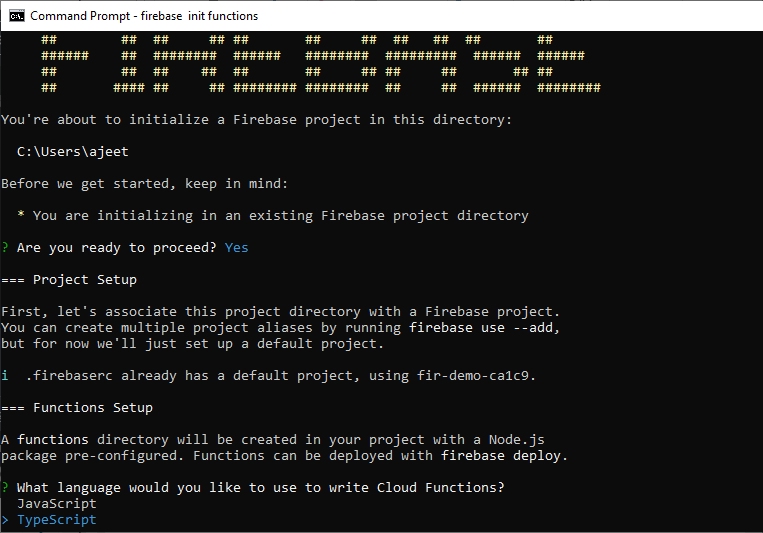 Command Prompt - firebase  init functions
     ##        ##  ##     ## ##       ##     ##  ##   ##  ##       ##
     ######    ##  ########  ######   ########  #########  ######  ######
     ##        ##  ##    ##  ##       ##     ## ##     ##       ## ##
     ##       #### ##     ## ######## ########  ##     ##  ######  ########
You're about to initialize a Firebase project in this directory:
  C:\Users\ajeet
Before we get started, keep in mind:
  * You are initializing in an existing Firebase project directory
? Are you ready to proceed? Yes
=== Project Setup
First, let's associate this project directory with a Firebase project.
You can create multiple project aliases by running firebase use --add,
but for now we'll just set up a default project.
i  .firebaserc already has a default project, using fir-demo-ca1c9.
=== Functions Setup
A functions directory will be created in your project with a Node.js
package pre-configured. Functions can be deployed with firebase deploy.
? What language would you like to use to write Cloud Functions?
  JavaScript
> TypeScript